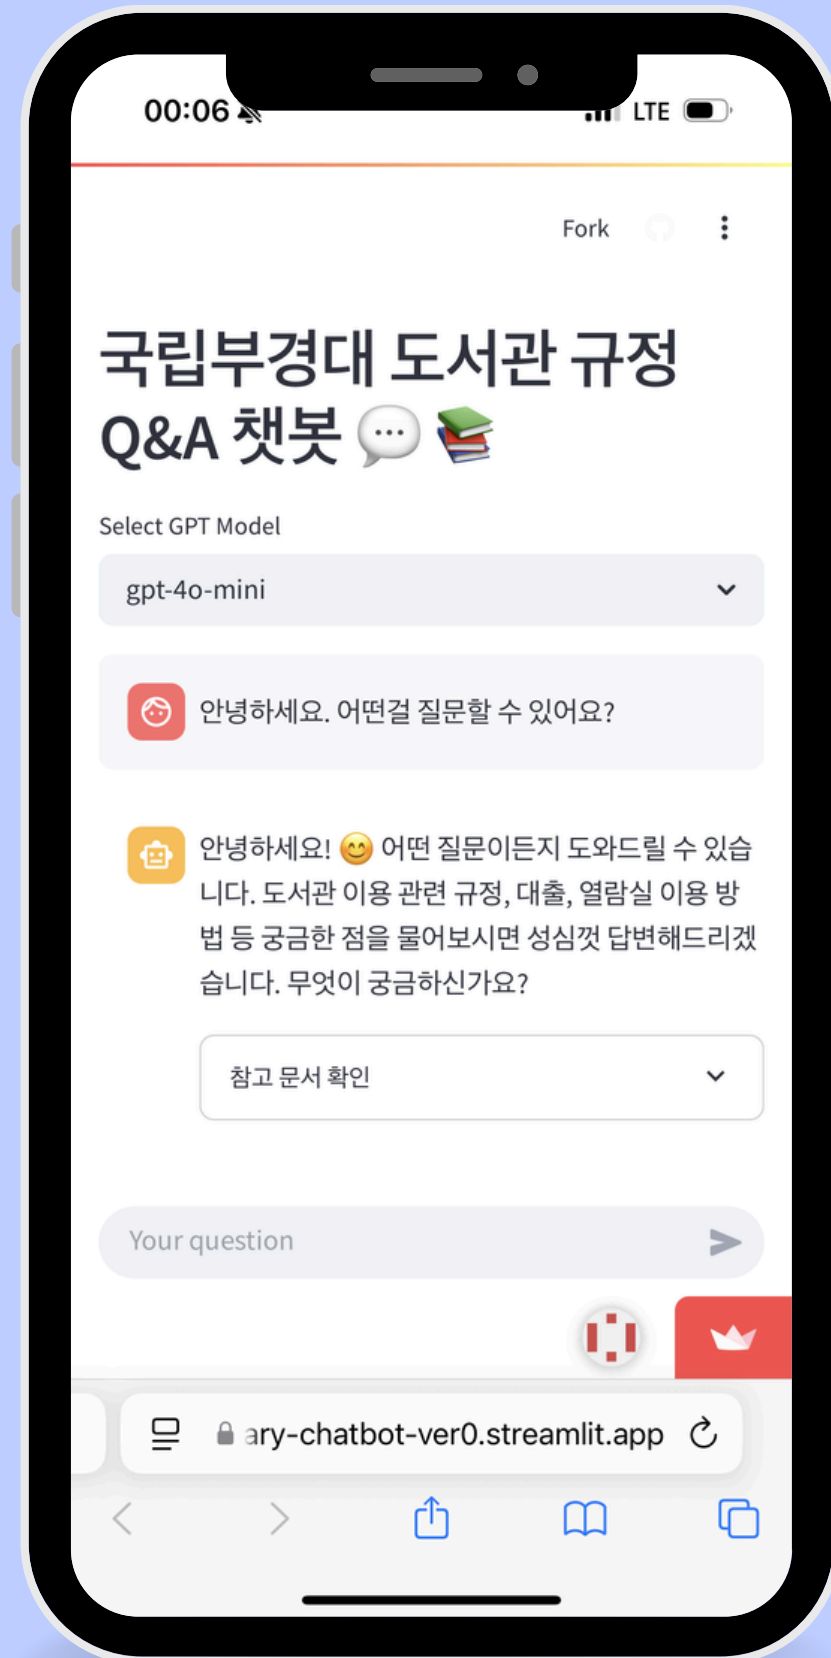 00:06
LTE
Fork
국립부경대 도서관 규정
Q&A 챗봇 💬 📚
Select GPT Model
gpt-4o-mini
안녕하세요. 어떤걸 질문할 수 있어요?
안녕하세요! 😊 어떤 질문이든지 도와드릴 수 있습
니다. 도서관 이용 관련 규정, 대출, 열람실 이용 방
법 등 궁금한 점을 물어보시면 성심껏 답변해드리겠
습니다. 무엇이 궁금하신가요?
참고 문서 확인
Your question
ary-chatbot-ver0.streamlit.app